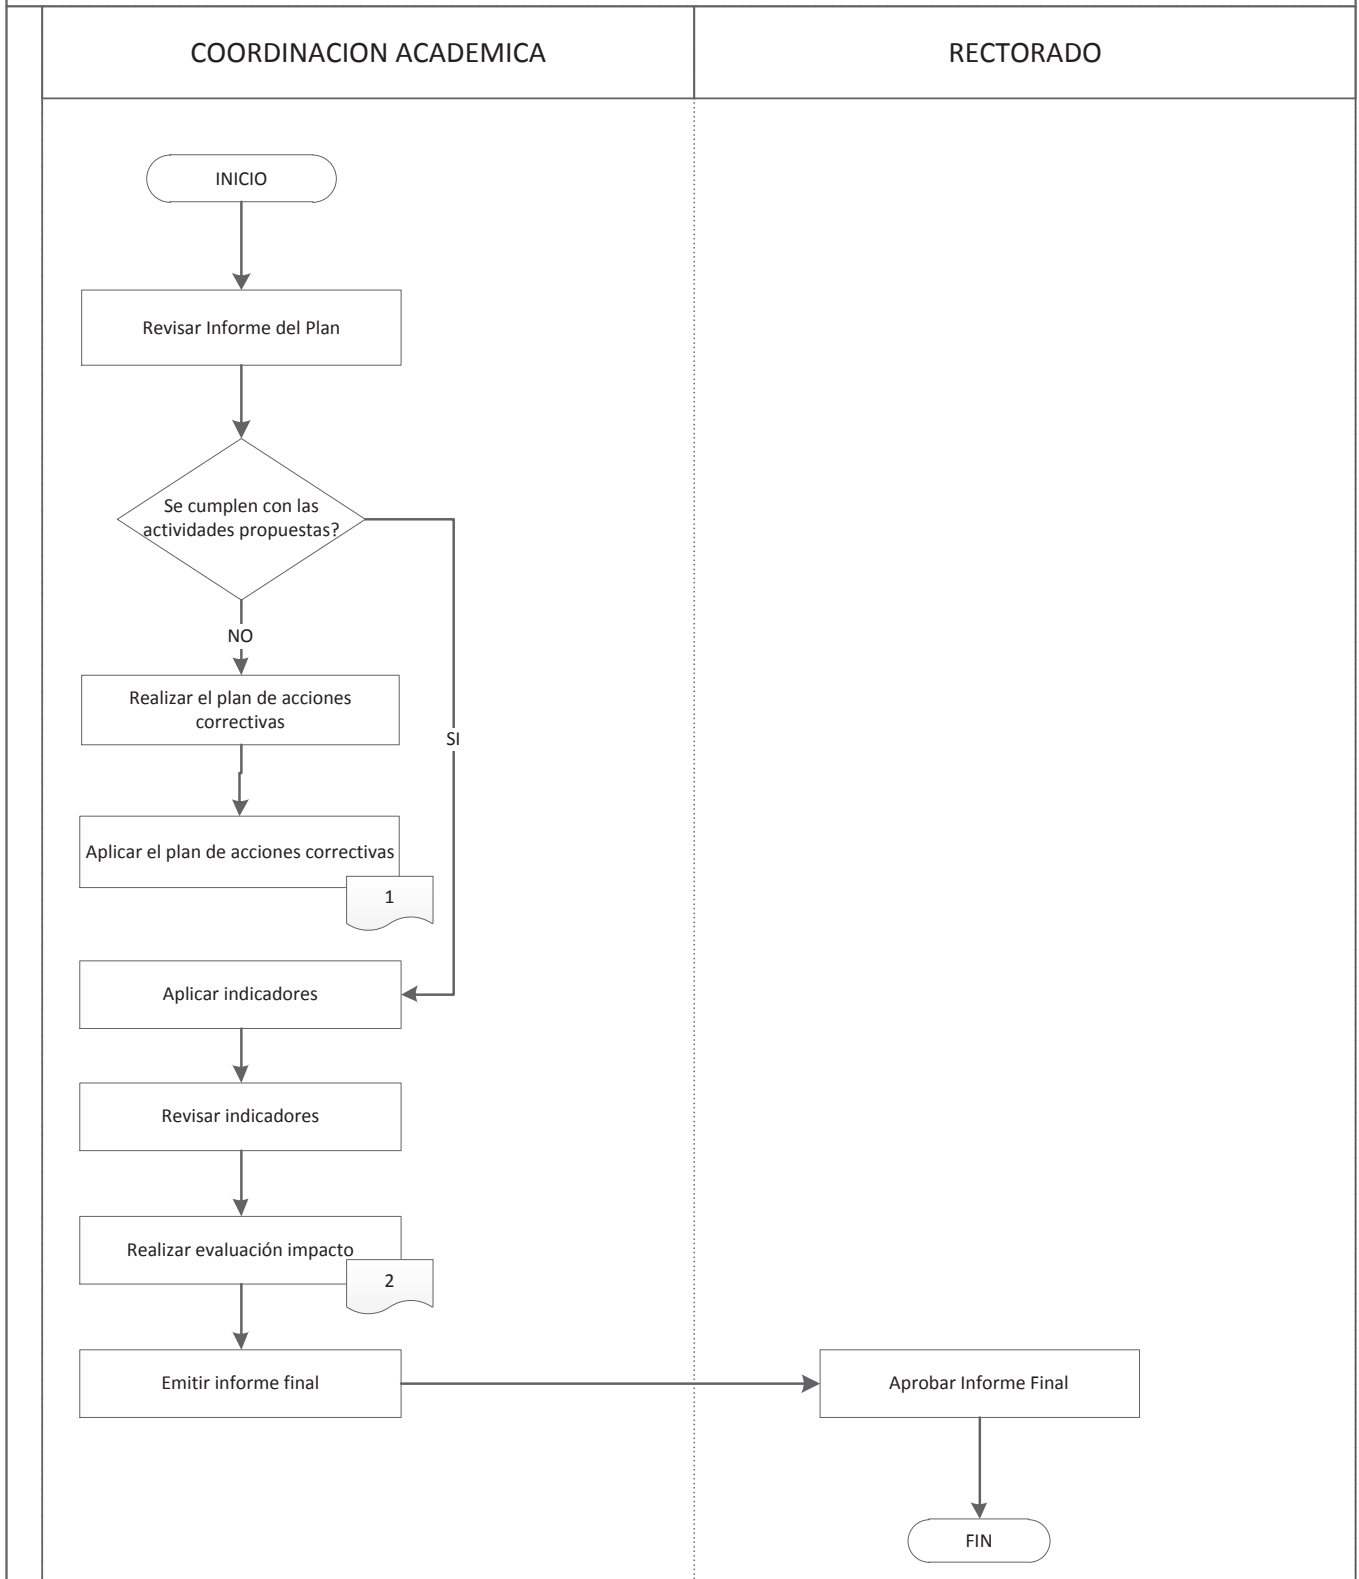 COORDINACION ACADEMICA
RECTORADO
INICIO
Revisar Informe del Plan
Se cumplen con las
actividades propuestas?
NO
Realizar el plan de acciones
correctivas
SI
Aplicar el plan de acciones correctivas
1
Aplicar indicadores
Revisar indicadores
Realizar evaluación impacto
2
Emitir informe final
Aprobar Informe Final
FIN